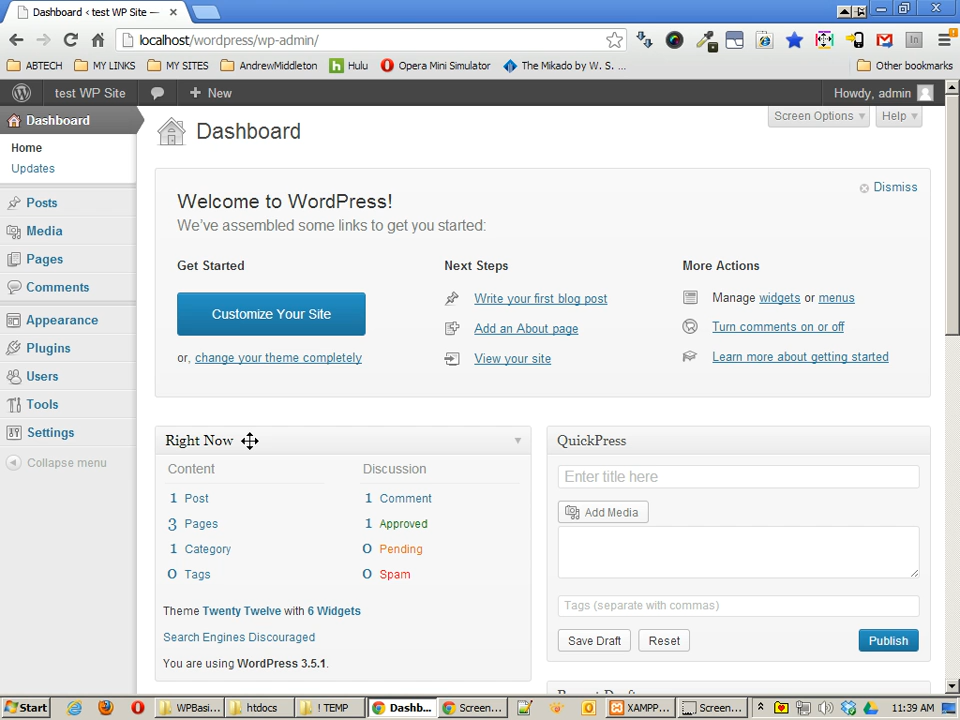 Dashboard ‹ test WP Site —
localhost/wordpress/wp-admin/
ABTECH MY LINKS MY SITES AndrewMiddleton h Hulu Opera Mini Simulator The Mikado by W. S. ... Other bookmarks
test WP Site + New Howdy, admin
Dashboard
Home
Updates
Posts
Media
Pages
Comments
Appearance
Plugins
Users
Tools
Settings
Collapse menu
Screen Options Help
Dashboard
Dismiss
Welcome to WordPress!
We've assembled some links to get you started:
Get Started
Customize Your Site
or, change your theme completely
Next Steps
Write your first blog post
Add an About page
View your site
More Actions
Manage widgets or menus
Turn comments on or off
Learn more about getting started
Right Now
Content
1 Post
3 Pages
1 Category
0 Tags
Discussion
1 Comment
1 Approved
0 Pending
0 Spam
Theme Twenty Twelve with 6 Widgets
Search Engines Discouraged
You are using WordPress 3.5.1.
QuickPress
Enter title here
Add Media
Tags (separate with commas)
Save Draft Reset Publish
Start WPBasi... htdocs ! TEMP Dashb... Screen... XAMPP... Screen... 11:39 AM